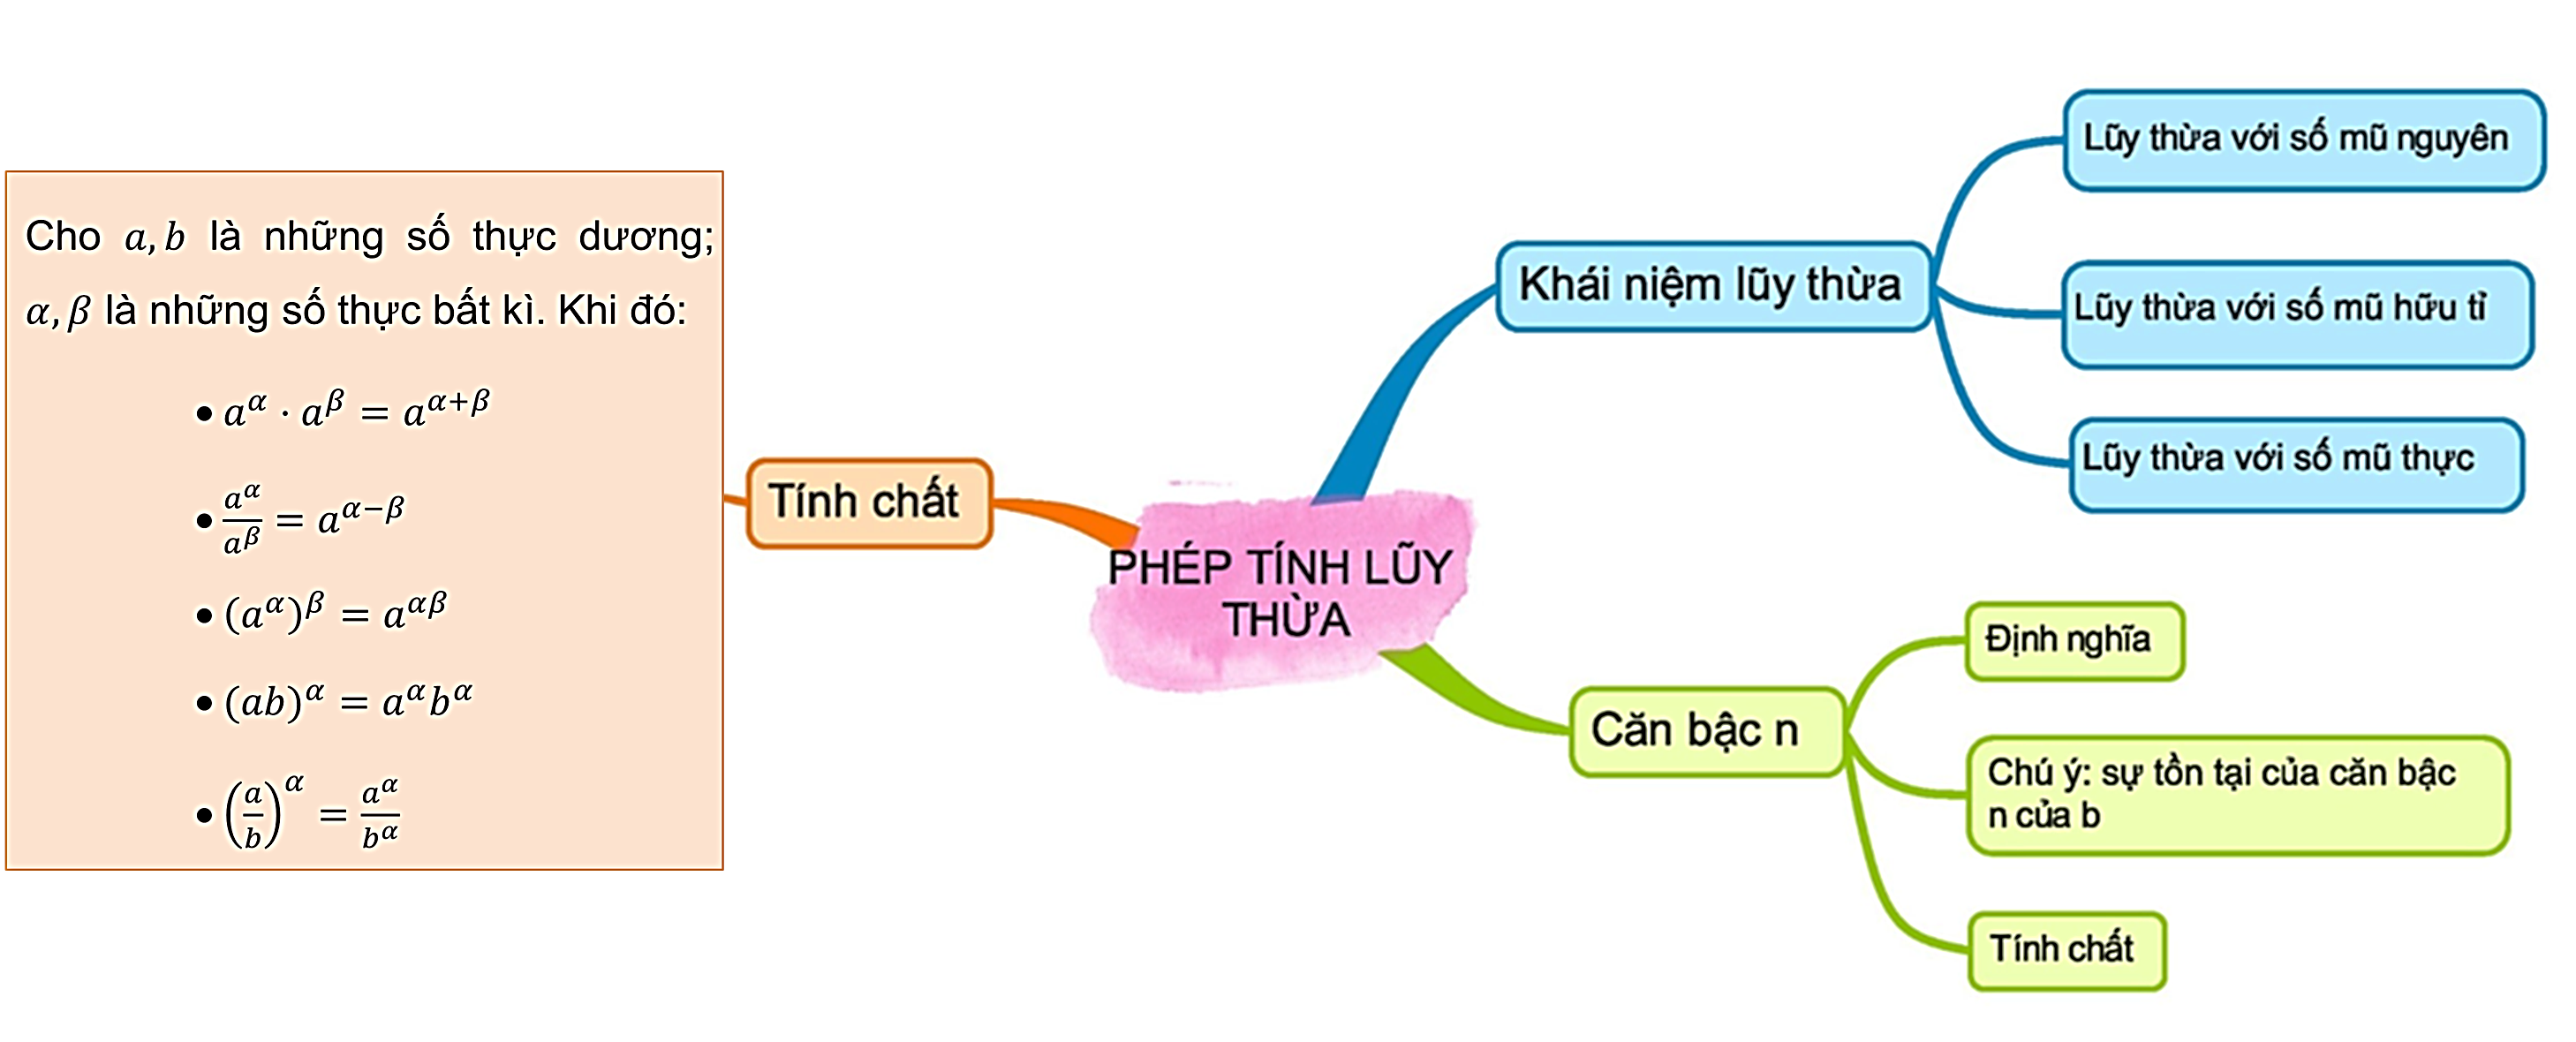 Cho a, b là những số thực dương;
α, β là những số thực bất kì. Khi đó:
• a^α · a^β = a^(α+β)
• a^α / a^β = a^(α−β)
• (a^α)^β = a^(αβ)
• (ab)^α = a^α b^α
• (a/b)^α = a^α / b^α
Tính chất
PHÉP TÍNH LŨY
THỪA
Khái niệm lũy thừa
Lũy thừa với số mũ nguyên
Lũy thừa với số mũ hữu tỉ
Lũy thừa với số mũ thực
Căn bậc n
Định nghĩa
Chú ý: sự tồn tại của căn bậc
n của b
Tính chất